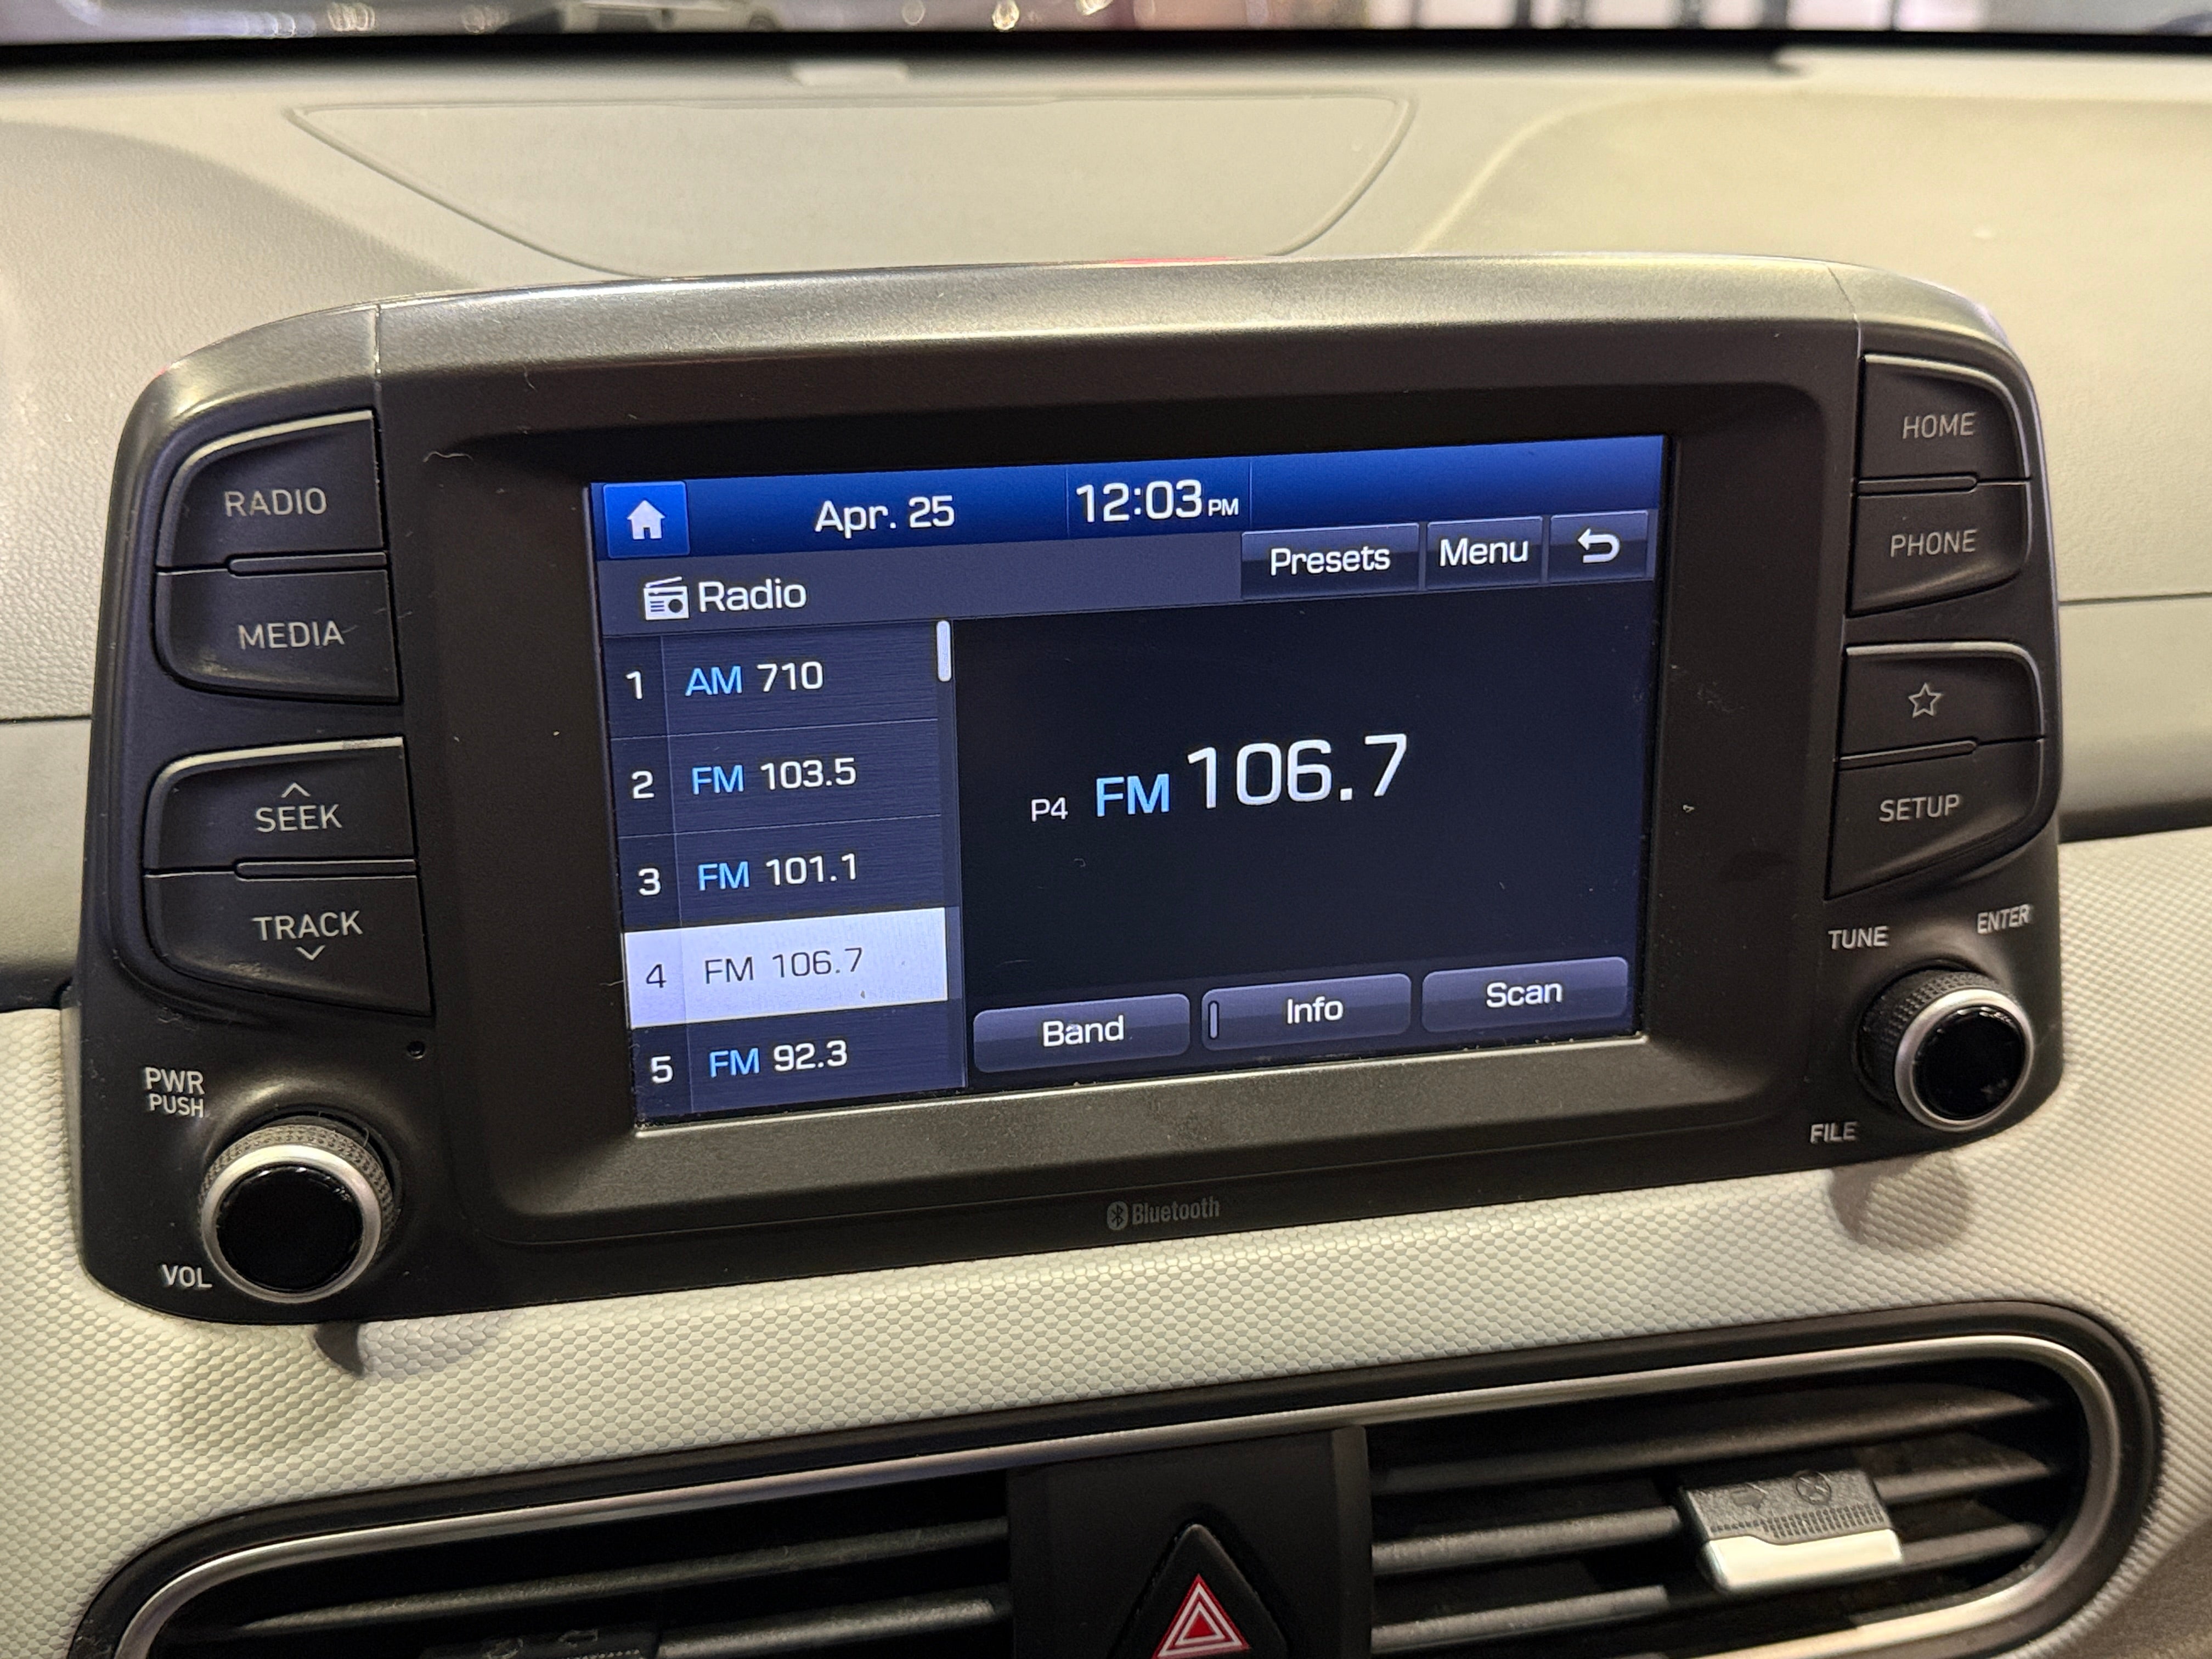 RADIO
MEDIA
SEEK
TRACK
PWR
PUSH
VOL
Apr. 25 12:03 PM
Radio Presets Menu
1 AM 710
2 FM 103.5
3 FM 101.1
4 FM 106.7
5 FM 92.3
P4 FM 106.7
Band Info Scan
Bluetooth
HOME
PHONE
SETUP
TUNE ENTER
FILE